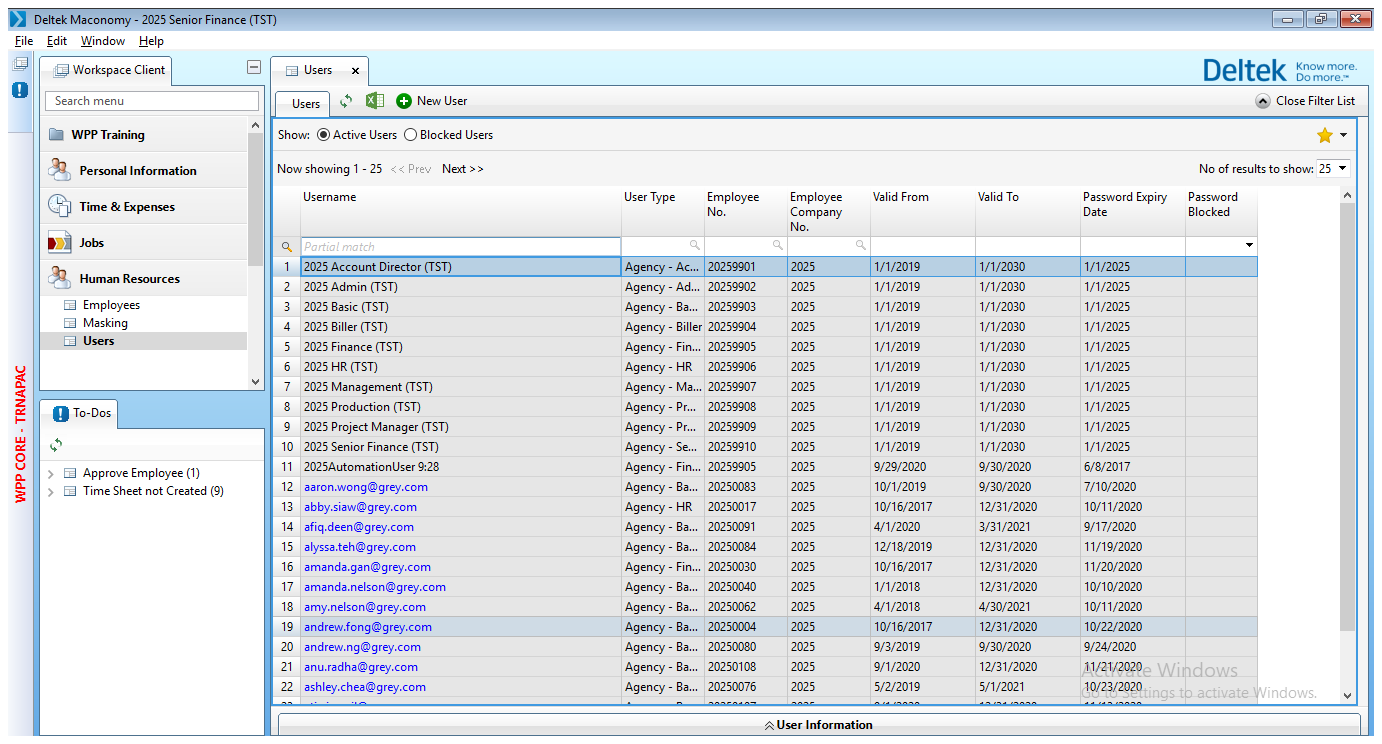 Deltek Maconomy - 2025 Senior Finance (TST)
File Edit Window Help
Workspace Client
Search menu
WPP Training
Personal Information
Time & Expenses
Jobs
Human Resources
Employees
Masking
Users
WPP CORE - TRNAPAC
To-Dos
Approve Employee (1)
Time Sheet not Created (9)
Users
Deltek Know more.
Do more.™
Users New User Close Filter List
Show: Active Users Blocked Users
Now showing 1 - 25 << Prev Next >> No of results to show: 25
Username User Type Employee No. Employee Company No. Valid From Valid To Password Expiry Date Password Blocked
Partial match
1 2025 Account Director (TST) Agency - Ac... 20259901 2025 1/1/2019 1/1/2030 1/1/2025
2 2025 Admin (TST) Agency - Ad... 20259902 2025 1/1/2019 1/1/2030 1/1/2025
3 2025 Basic (TST) Agency - Ba... 20259903 2025 1/1/2019 1/1/2030 1/1/2025
4 2025 Biller (TST) Agency - Biller 20259904 2025 1/1/2019 1/1/2030 1/1/2025
5 2025 Finance (TST) Agency - Fin... 20259905 2025 1/1/2019 1/1/2030 1/1/2025
6 2025 HR (TST) Agency - HR 20259906 2025 1/1/2019 1/1/2030 1/1/2025
7 2025 Management (TST) Agency - Ma... 20259907 2025 1/1/2019 1/1/2030 1/1/2025
8 2025 Production (TST) Agency - Pr... 20259908 2025 1/1/2019 1/1/2030 1/1/2025
9 2025 Project Manager (TST) Agency - Pr... 20259909 2025 1/1/2019 1/1/2030 1/1/2025
10 2025 Senior Finance (TST) Agency - Se... 20259910 2025 1/1/2019 1/1/2030 1/1/2025
11 2025AutomationUser 9:28 Agency - Fin... 20259905 2025 9/29/2020 9/30/2020 6/8/2017
12 aaron.wong@grey.com Agency - Ba... 20250083 2025 10/1/2019 9/30/2020 7/10/2020
13 abby.siaw@grey.com Agency - HR 20250017 2025 10/16/2017 12/31/2020 10/11/2020
14 afiq.deen@grey.com Agency - Ba... 20250091 2025 4/1/2020 3/31/2021 9/17/2020
15 alyssa.teh@grey.com Agency - Ba... 20250084 2025 12/18/2019 12/31/2020 11/19/2020
16 amanda.gan@grey.com Agency - Fin... 20250030 2025 10/16/2017 12/31/2020 11/20/2020
17 amanda.nelson@grey.com Agency - Ba... 20250040 2025 1/1/2018 12/31/2020 10/10/2020
18 amy.nelson@grey.com Agency - Ba... 20250062 2025 4/1/2018 4/30/2021 10/11/2020
19 andrew.fong@grey.com Agency - Ba... 20250004 2025 10/16/2017 12/31/2020 10/22/2020
20 andrew.ng@grey.com Agency - Ba... 20250080 2025 9/3/2019 9/30/2020 9/24/2020
21 anu.radha@grey.com Agency - Ba... 20250108 2025 9/1/2020 12/31/2020 11/21/2020
22 ashley.chea@grey.com Agency - Ba... 20250076 2025 5/2/2019 5/1/2021 10/23/2020
Activate Windows
Go to Settings to activate Windows.
User Information